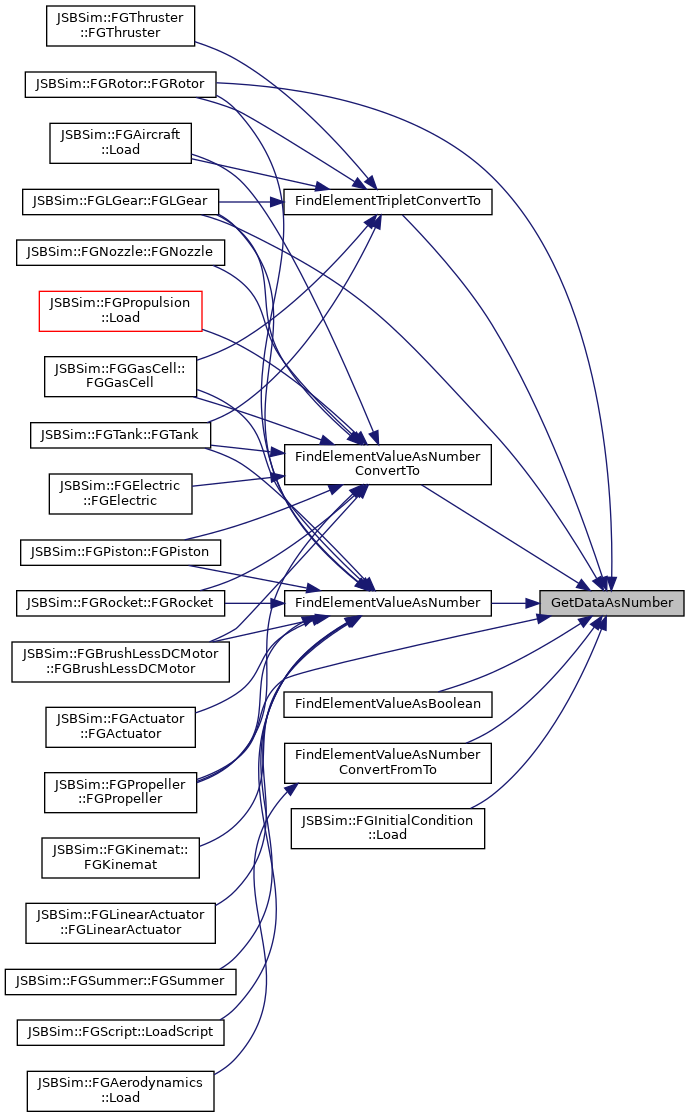 JSBSim::FGThruster
::FGThruster
JSBSim::FGRotor::FGRotor
JSBSim::FGAircraft
::Load
JSBSim::FGLGear::FGLGear
JSBSim::FGNozzle::FGNozzle
JSBSim::FGPropulsion
::Load
JSBSim::FGGasCell::
FGGasCell
JSBSim::FGTank::FGTank
JSBSim::FGElectric
::FGElectric
JSBSim::FGPiston::FGPiston
JSBSim::FGRocket::FGRocket
JSBSim::FGBrushLessDCMotor
::FGBrushLessDCMotor
JSBSim::FGActuator
::FGActuator
JSBSim::FGPropeller
::FGPropeller
JSBSim::FGKinemat::
FGKinemat
JSBSim::FGLinearActuator
::FGLinearActuator
JSBSim::FGSummer::FGSummer
JSBSim::FGScript::LoadScript
JSBSim::FGAerodynamics
::Load
FindElementTripletConvertTo
FindElementValueAsNumber
ConvertTo
FindElementValueAsNumber
FindElementValueAsBoolean
FindElementValueAsNumber
ConvertFromTo
JSBSim::FGInitialCondition
::Load
GetDataAsNumber